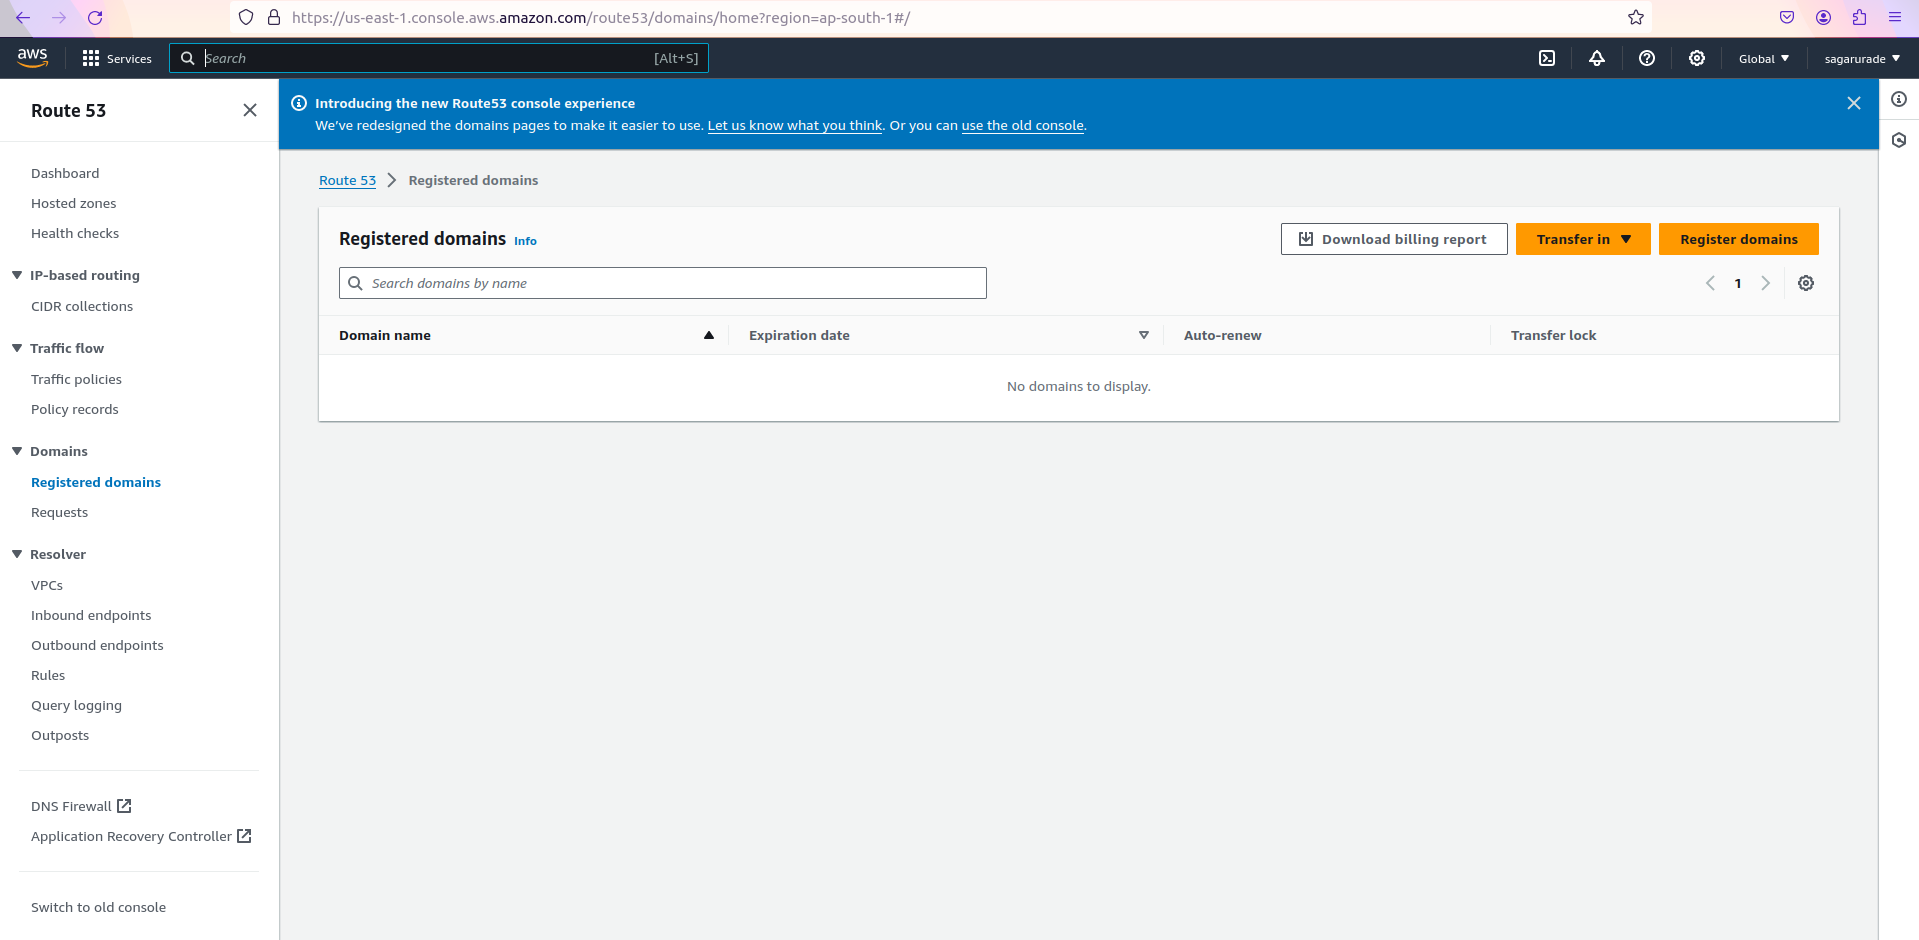 https://us-east-1.console.aws.amazon.com/route53/domains/home?region=ap-south-1#/
aws
Services
Search
[Alt+S]
Global
sagarurade
Route 53
Dashboard
Hosted zones
Health checks
IP-based routing
CIDR collections
Traffic flow
Traffic policies
Policy records
Domains
Registered domains
Requests
Resolver
VPCs
Inbound endpoints
Outbound endpoints
Rules
Query logging
Outposts
DNS Firewall
Application Recovery Controller
Switch to old console
Introducing the new Route53 console experience
We've redesigned the domains pages to make it easier to use. Let us know what you think. Or you can use the old console.
Route 53 > Registered domains
Registered domains Info
Download billing report
Transfer in
Register domains
Search domains by name
1
Domain name
Expiration date
Auto-renew
Transfer lock
No domains to display.